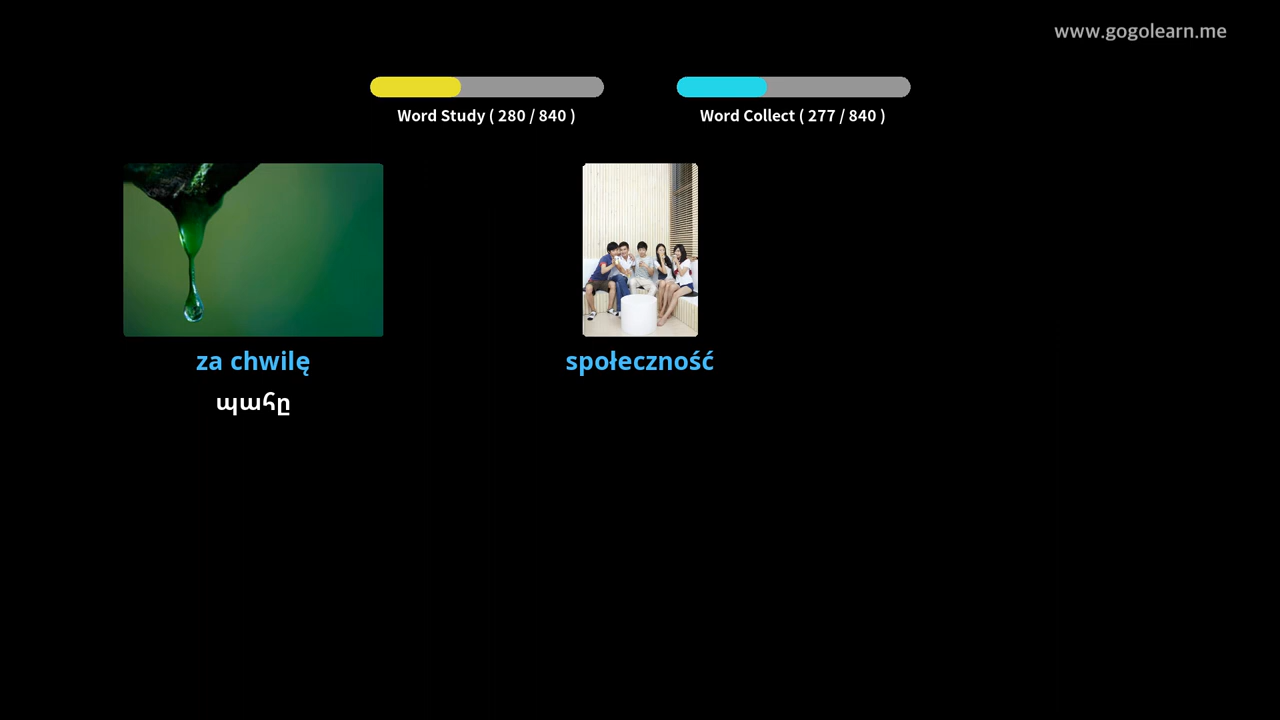 www.gogolearn.me
Word Study ( 280 / 840 )
Word Collect ( 277 / 840 )
za chwilę
społeczność
պահը